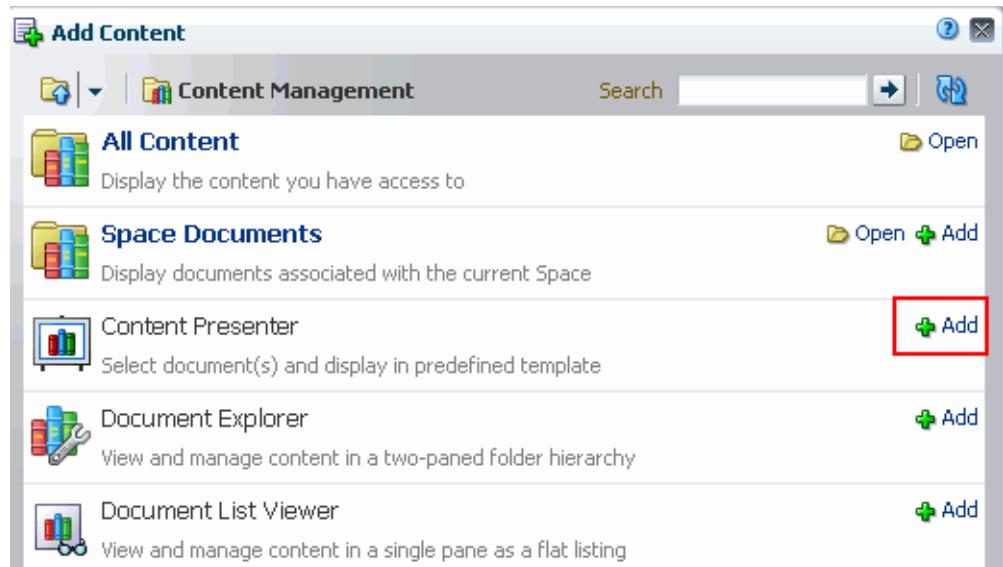 Add Content
Content Management Search
All Content Open
Display the content you have access to
Space Documents Open Add
Display documents associated with the current Space
Content Presenter Add
Select document(s) and display in predefined template
Document Explorer Add
View and manage content in a two-paned folder hierarchy
Document List Viewer Add
View and manage content in a single pane as a flat listing